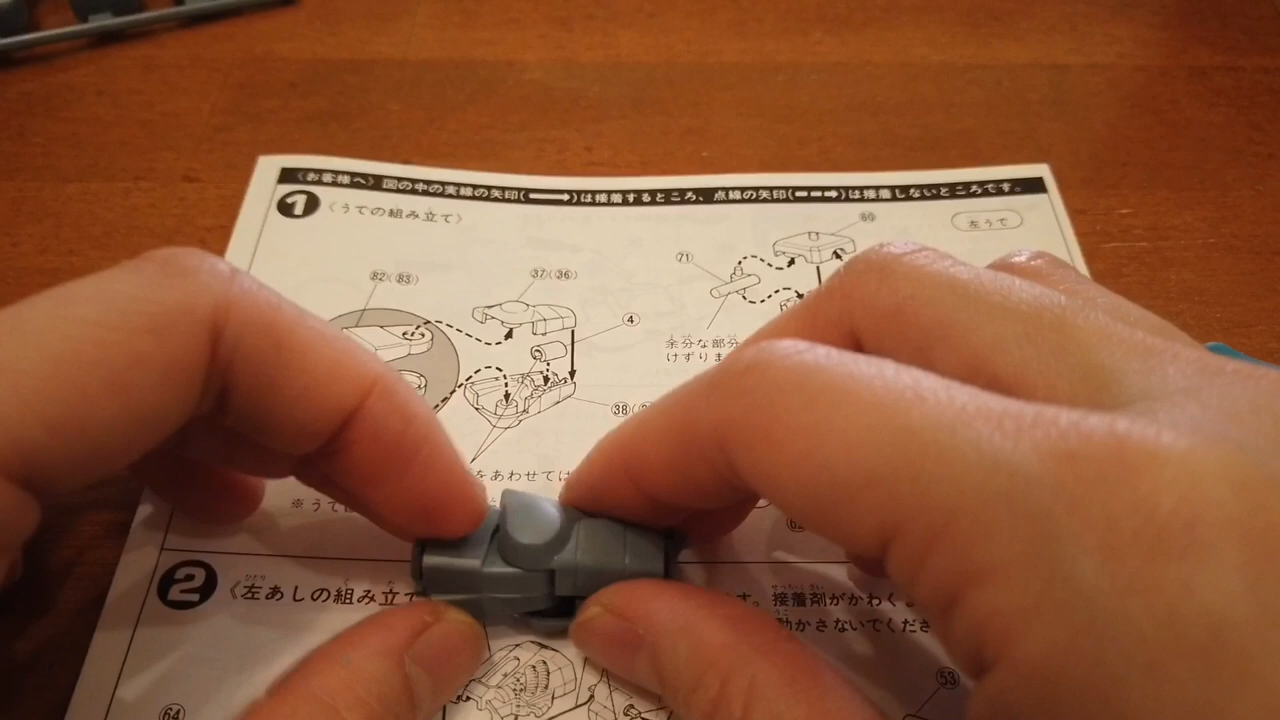 《お客様へ》図の中の実線の矢印(→)は接着するところ、点線の矢印(--→)は接着しないところです。
1 《うでの組み立て》
左うで
60
71
82(83)
37(36)
4
38(
余分な部分
けずりま
をあわせては
※うで
2 《左あしの組み立て
す。接着剤がかわくま
動かさないでくださ
53
64